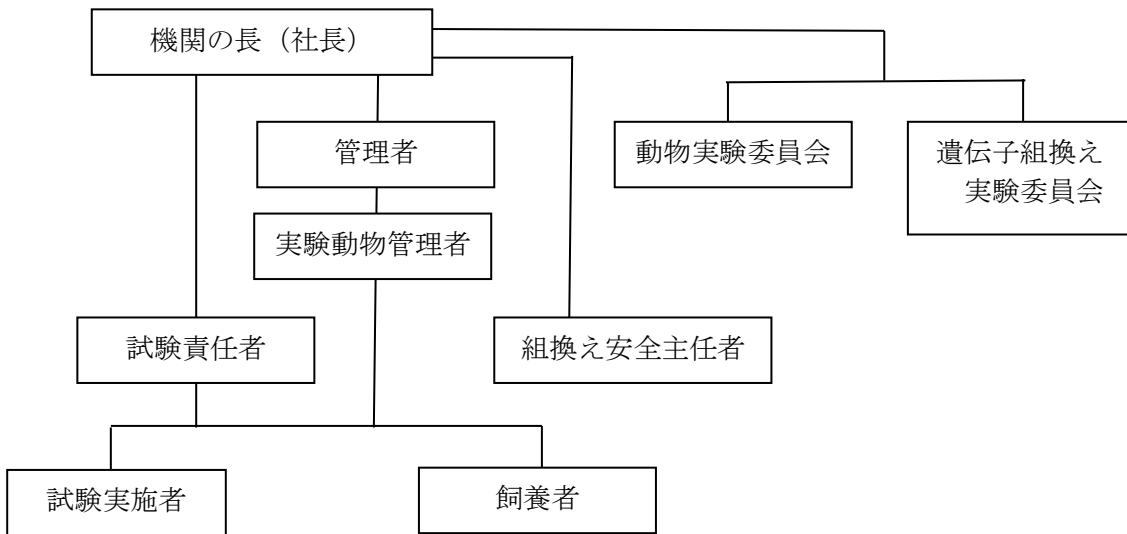 機関の長（社長）
管理者
動物実験委員会
遺伝子組換え
実験委員会
実験動物管理者
試験責任者
組換え安全主任者
試験実施者
飼養者